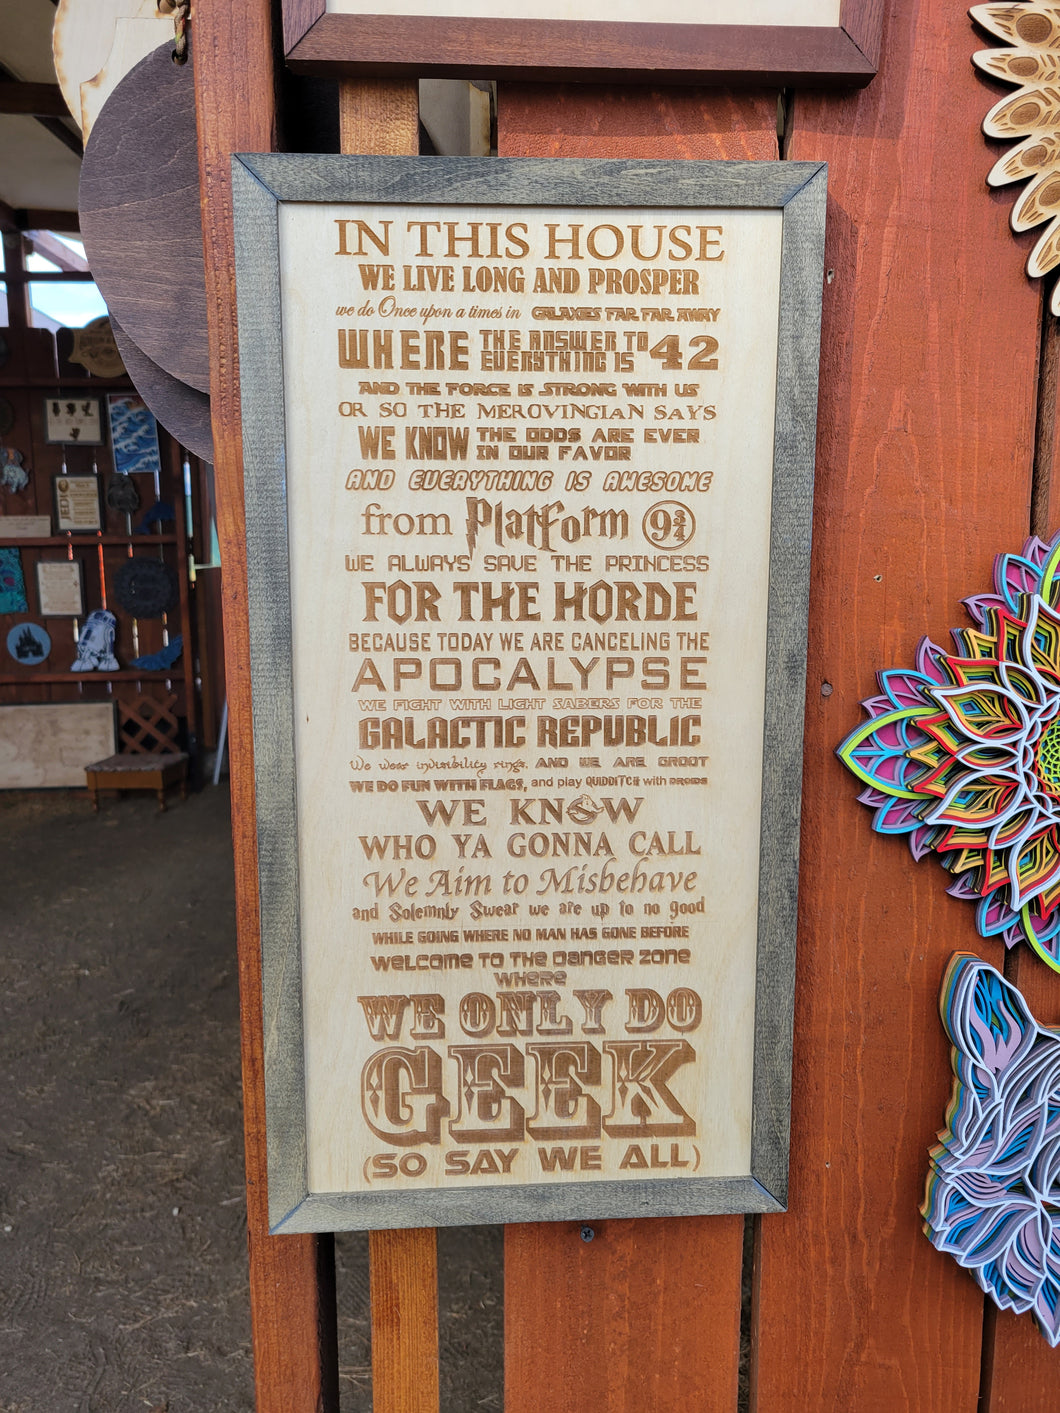 IN THIS HOUSE
WE LIVE LONG AND PROSPER
we do Once upon a times in GALAXIES FAR, FAR AWAY
WHERE THE ANSWER TO EVERYTHING IS 42
AND THE FORCE IS STRONG WITH US
OR SO THE MEROVINGIAN SAYS
WE KNOW THE ODDS ARE EVER IN OUR FAVOR
AND EVERYTHING IS AWESOME
from Platform 9 3/4
WE ALWAYS SAVE THE PRINCESS
FOR THE HORDE
BECAUSE TODAY WE ARE CANCELING THE
APOCALYPSE
WE FIGHT WITH LIGHT SABERS FOR THE
GALACTIC REPUBLIC
We wear invisibility rings, AND WE ARE GROOT
WE DO FUN WITH FLAGS, and play QUIDDITCH with DROIDS
WE KNOW
WHO YA GONNA CALL
We Aim to Misbehave
and Solemnly Swear we are up to no good
WHILE GOING WHERE NO MAN HAS GONE BEFORE
WELCOME TO THE DANGER ZONE
WHERE
WE ONLY DO
GEEK
(SO SAY WE ALL)
JEDI